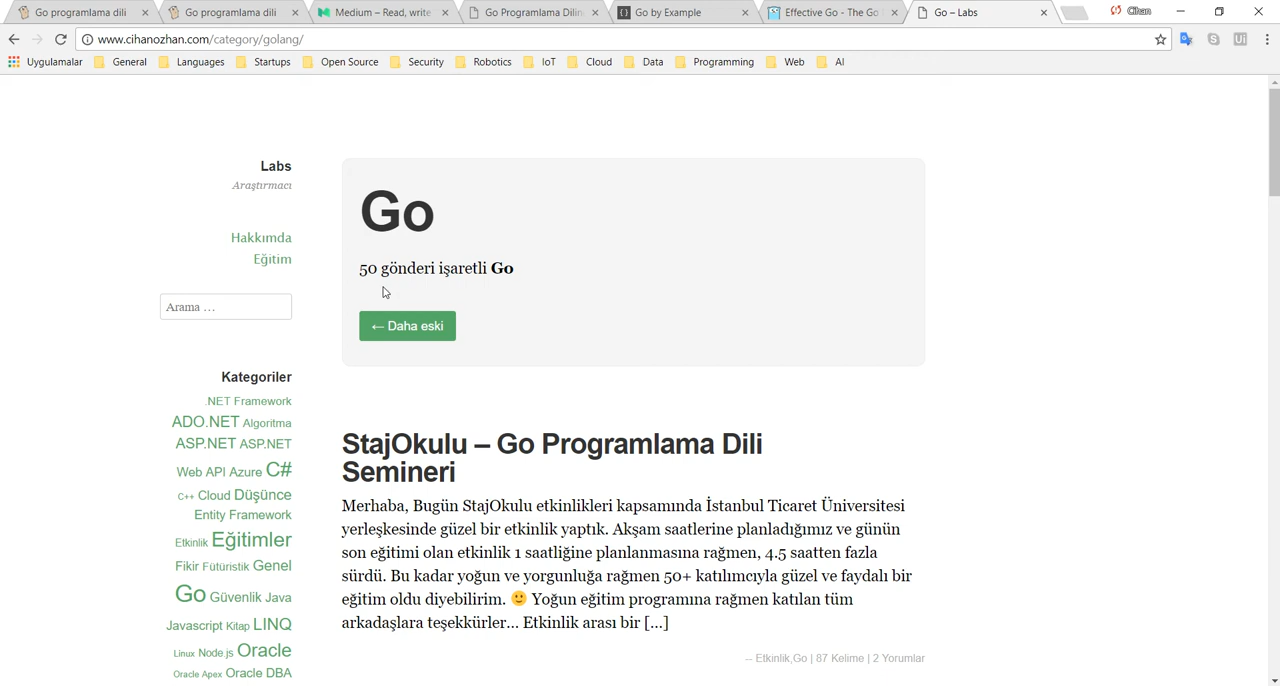 Go programlama dili
Go programlama dili
Medium – Read, write
Go Programlama Dilin
Go by Example
Effective Go - The Go
Go – Labs
Cihan
www.cihanozhan.com/category/golang/
Uygulamalar General Languages Startups Open Source Security Robotics IoT Cloud Data Programming Web AI
Labs
Araştırmacı
Hakkımda
Eğitim
Arama …
Kategoriler
.NET Framework
ADO.NET Algoritma
ASP.NET ASP.NET
Web API Azure C#
C++ Cloud Düşünce
Entity Framework
Etkinlik Eğitimler
Fikir Fütüristik Genel
Go Güvenlik Java
Javascript Kitap LINQ
Linux Node.js Oracle
Oracle Apex Oracle DBA
Go
50 gönderi işaretli Go
← Daha eski
StajOkulu – Go Programlama Dili
Semineri
Merhaba, Bugün StajOkulu etkinlikleri kapsamında İstanbul Ticaret Üniversitesi
yerleşkesinde güzel bir etkinlik yaptık. Akşam saatlerine planladığımız ve günün
son eğitimi olan etkinlik 1 saatliğine planlanmasına rağmen, 4.5 saatten fazla
sürdü. Bu kadar yoğun ve yorgunluğa rağmen 50+ katılımcıyla güzel ve faydalı bir
eğitim oldu diyebilirim. 🙂 Yoğun eğitim programına rağmen katılan tüm
arkadaşlara teşekkürler… Etkinlik arası bir […]
-- Etkinlik,Go | 87 Kelime | 2 Yorumlar